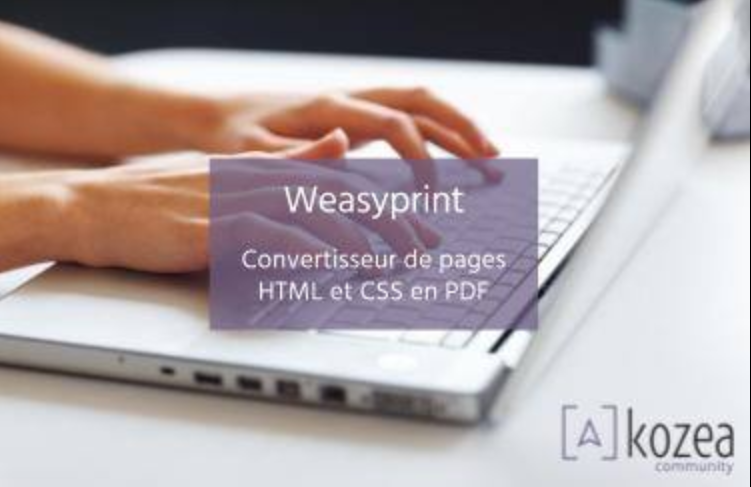 Weasyprint
Convertisseur de pages
HTML et CSS en PDF
[A] kozea
community